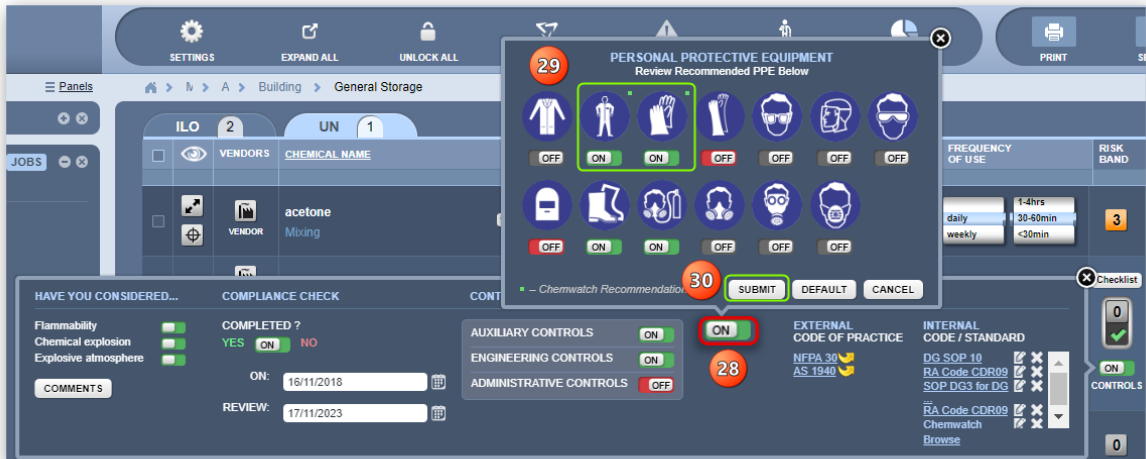 SETTINGS
EXPAND ALL
UNLOCK ALL
PRINT
29
PERSONAL PROTECTIVE EQUIPMENT
Review Recommended PPE Below
Panels
A > Building > General Storage
OFF ON ON OFF OFF OFF OFF
ILO 2 UN 1
JOBS
VENDORS CHEMICAL NAME
FREQUENCY
OF USE
RISK
BAND
acetone
Mixing
VENDOR
daily
weekly
1-4hrs
30-60min
<30min
3
OFF ON ON OFF OFF OFF
– Chemwatch Recommendation
30
SUBMIT DEFAULT CANCEL
Checklist
HAVE YOU CONSIDERED...
Flammability
Chemical explosion
Explosive atmosphere
COMMENTS
COMPLIANCE CHECK
COMPLETED ?
YES ON NO
ON: 16/11/2018
REVIEW: 17/11/2023
CONT
AUXILIARY CONTROLS ON
ENGINEERING CONTROLS ON
ADMINISTRATIVE CONTROLS OFF
ON
28
EXTERNAL
CODE OF PRACTICE
NFPA 30
AS 1940
INTERNAL
CODE / STANDARD
DG SOP 10
RA Code CDR09
SOP DG3 for DG
...
RA Code CDR09
Chemwatch
Browse
0
ON
CONTROLS
0